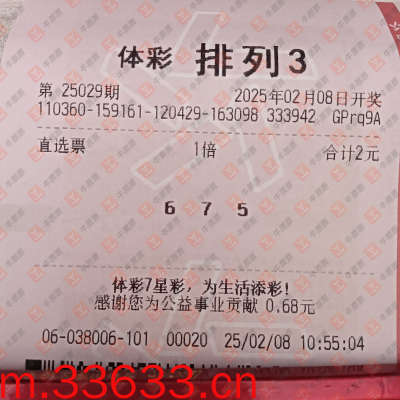 体彩 排列3
第 25029期 2025年02月08日开奖
110360-159161-120429-163098 333942 GPrq9A
直选票 1倍 合计2元
6 7 5
体彩7星彩，为生活添彩！
感谢您为公益事业贡献 0.68元
06-038006-101 00020 25/02/08 10:55:04
m.33633.cn